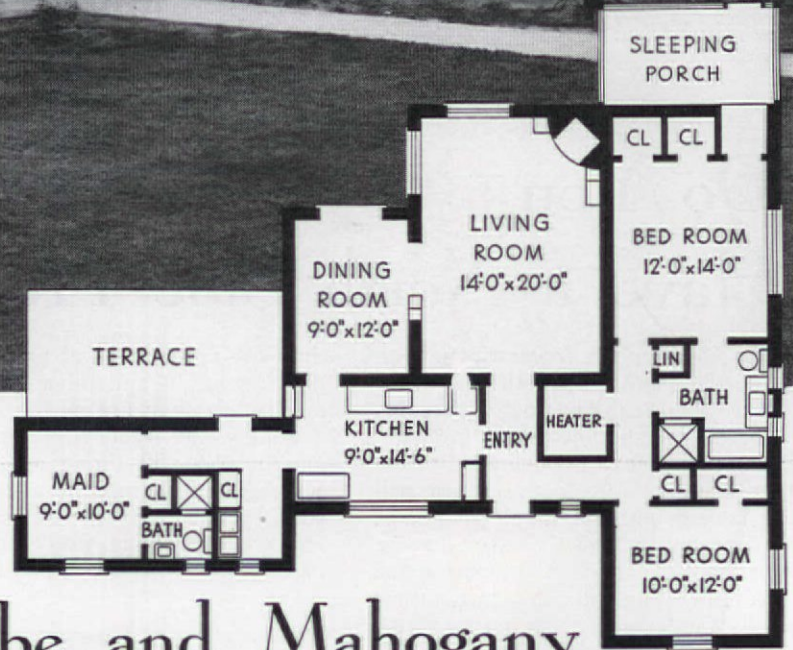 SLEEPING
PORCH
CL
CL
LIVING
ROOM
14'-0"x20'-0"
BED ROOM
12'-0"x14'-0"
DINING
ROOM
9'-0"x12'-0"
TERRACE
LIN
BATH
KITCHEN
9'-0"x14'-6"
ENTRY
HEATER
MAID
9'-0"x10'-0"
CL
CL
BATH
CL
CL
BED ROOM
10'-0"x12'-0"
be and Mahogany